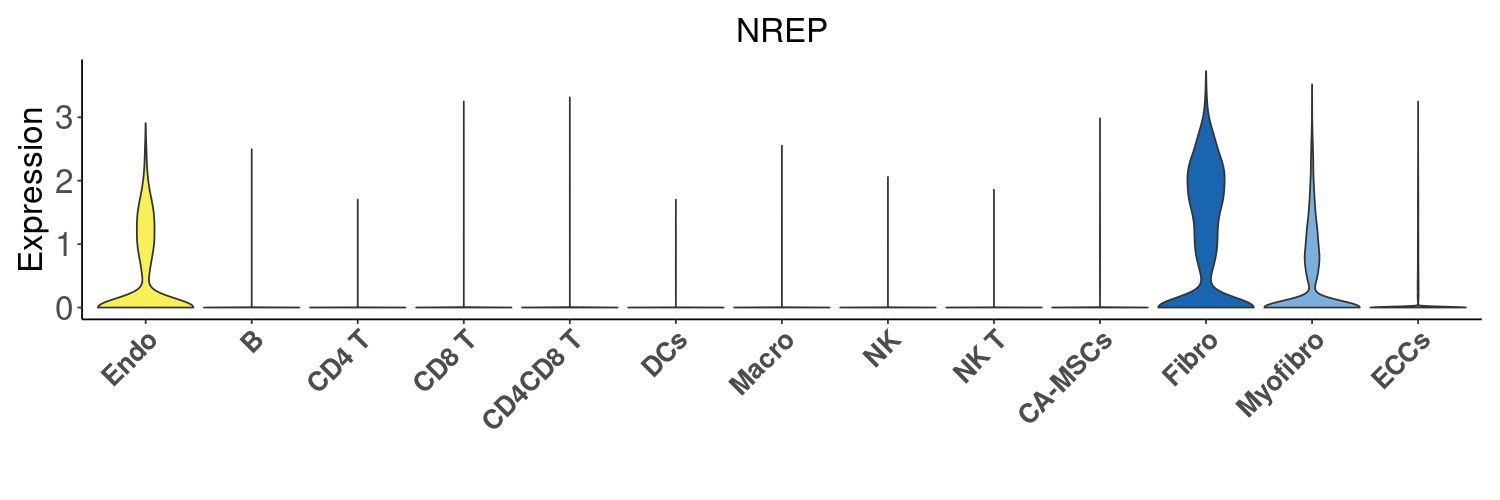 NREP
Expression
3
2
1
0
Endo
B
CD4 T
CD8 T
CD4CD8 T
DCs
Macro
NK
NK T
CA-MSCs
Fibro
Myofibro
ECCs